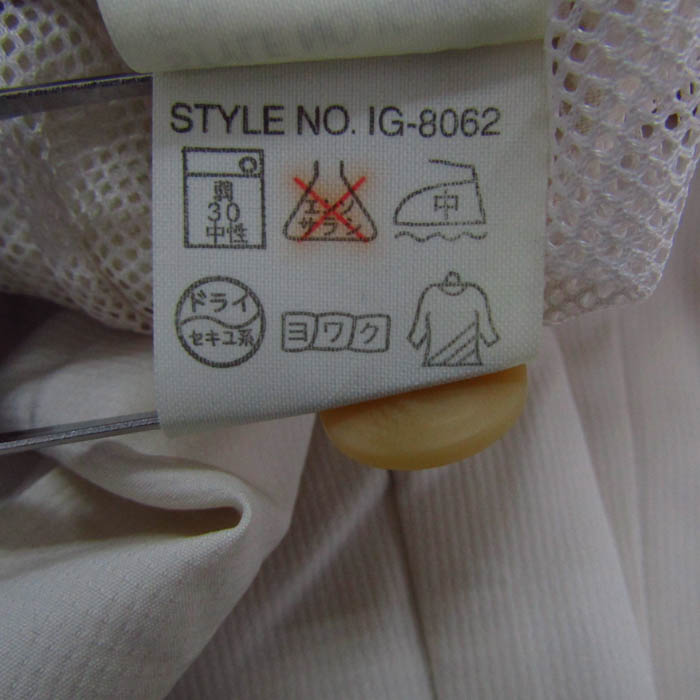 STYLE NO. IG-8062
弱
30
中性
エンソ
サラシ
中
ドライ
セキユ系
ヨワク